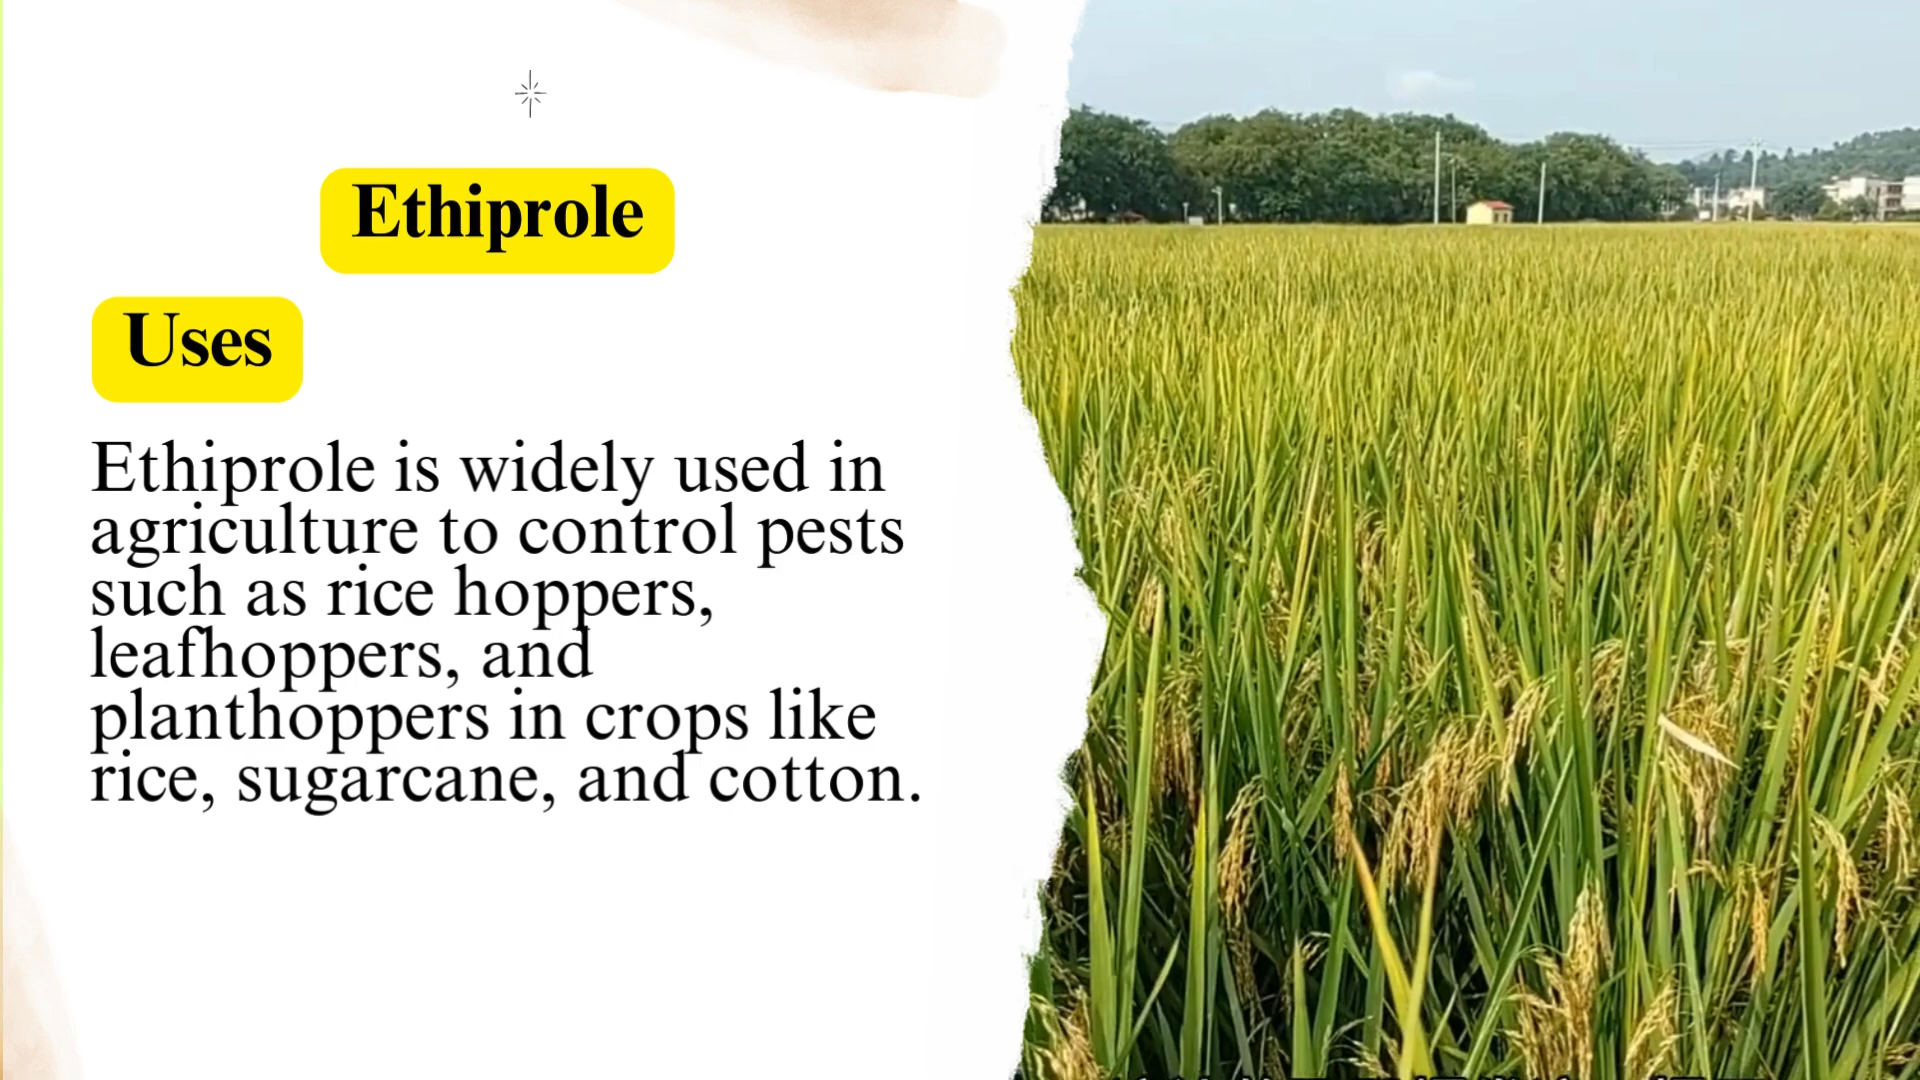 Ethiprole
Uses
Ethiprole is widely used in
agriculture to control pests
such as rice hoppers,
leafhoppers, and
planthoppers in crops like
rice, sugarcane, and cotton.